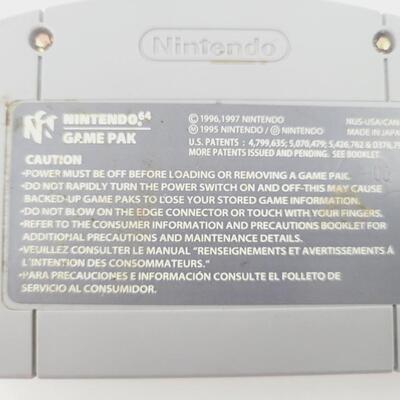 Nintendo
NINTENDO 64
GAME PAK
© 1996,1997 NINTENDO
Ⓜ 1995 NINTENDO / © NINTENDO
NUS-USA/CAN
MADE IN JAPA
U.S. PATENTS : 4,799,635; 5,070,479; 5,426,762 & D376,79
MORE PATENTS ISSUED AND PENDING. SEE BOOKLET
CAUTION
•POWER MUST BE OFF BEFORE LOADING OR REMOVING A GAME PAK.
•DO NOT RAPIDLY TURN THE POWER SWITCH ON AND OFF-THIS MAY CAUSE
BACKED-UP GAME PAKS TO LOSE YOUR STORED GAME INFORMATION.
•DO NOT BLOW ON THE EDGE CONNECTOR OR TOUCH WITH YOUR FINGERS.
•REFER TO THE CONSUMER INFORMATION AND PRECAUTIONS BOOKLET FOR
ADDITIONAL PRECAUTIONS AND MAINTENANCE DETAILS.
•VEUILLEZ CONSULTER LE MANUEL "RENSEIGNEMENTS ET AVERTISSEMENTS À
L'INTENTION DES CONSOMMATEURS."
•PARA PRECAUCIONES E INFORMACIÓN CONSULTE EL FOLLETO DE
SERVICIO AL CONSUMIDOR.